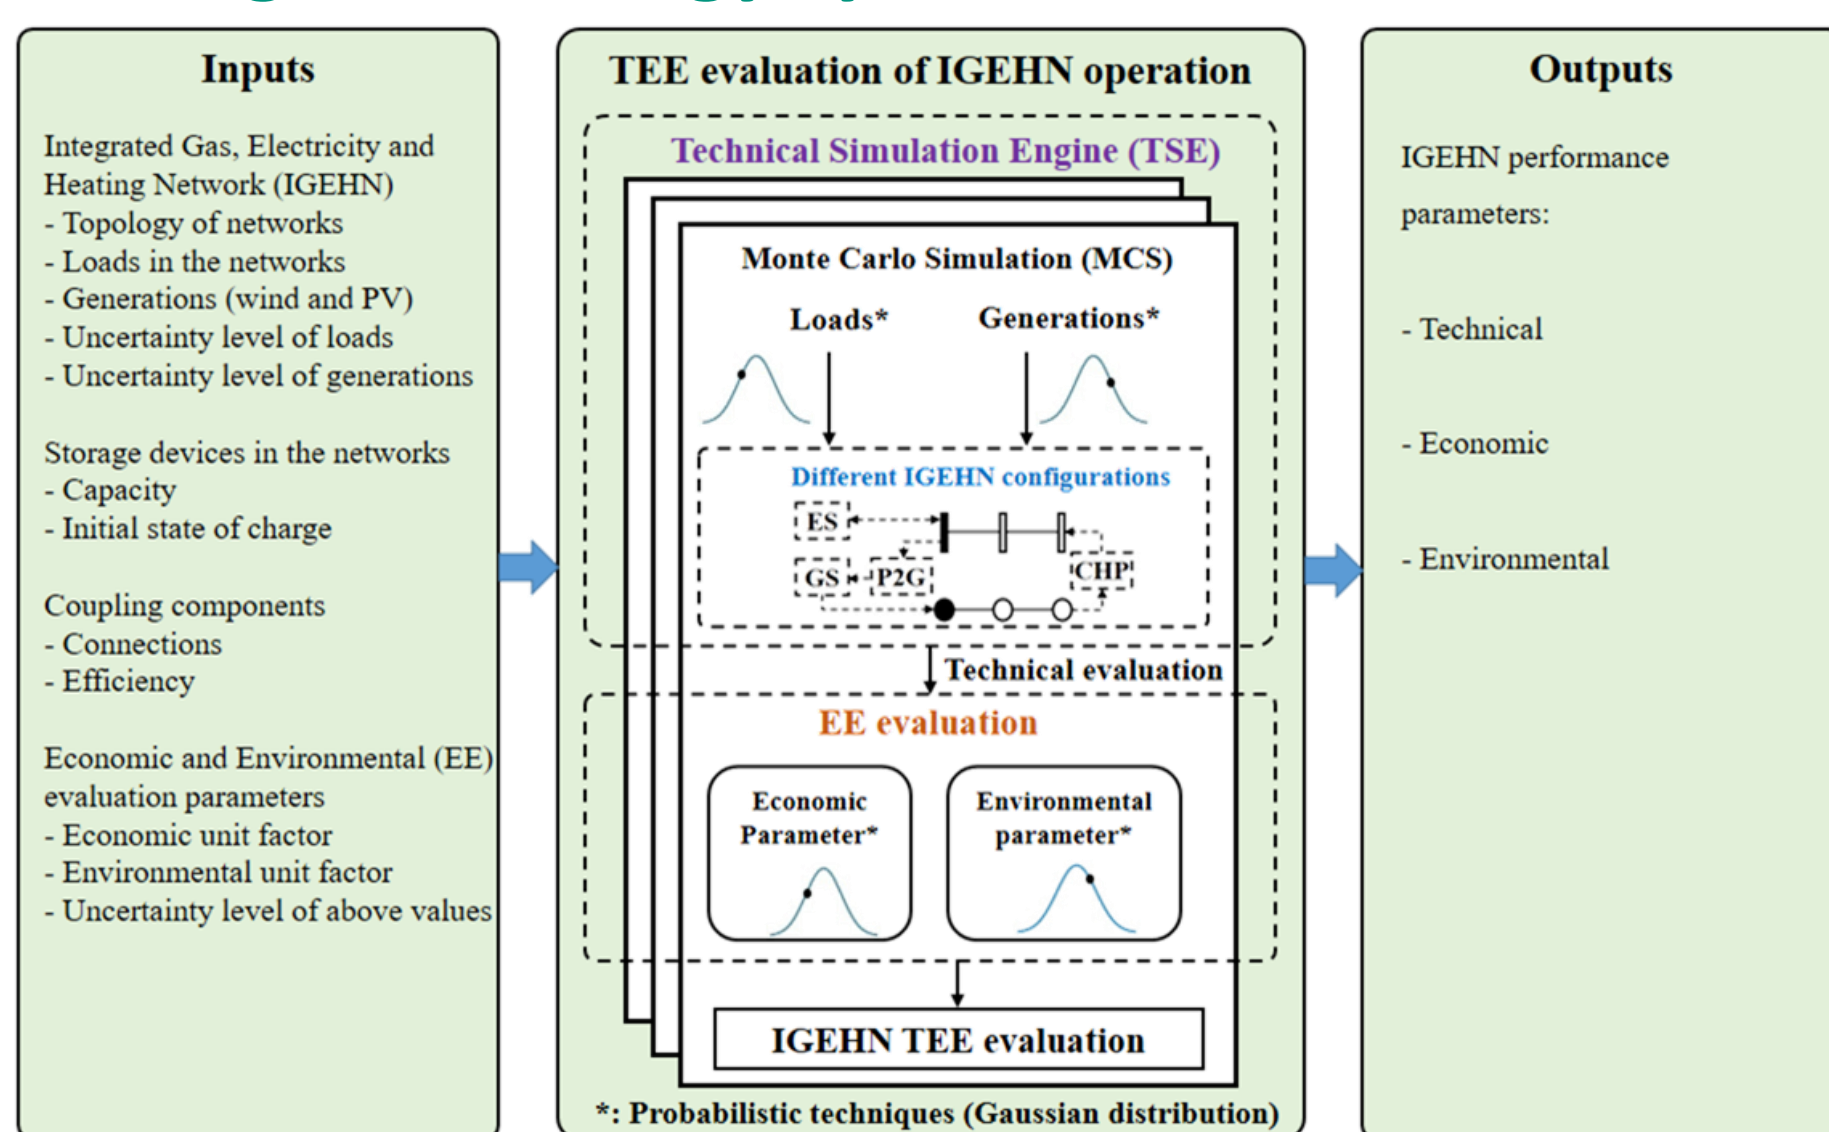 Inputs
Integrated Gas, Electricity and
Heating Network (IGEHN)
- Topology of networks
- Loads in the networks
- Generations (wind and PV)
- Uncertainty level of loads
- Uncertainty level of generations
Storage devices in the networks
- Capacity
- Initial state of charge
Coupling components
- Connections
- Efficiency
Economic and Environmental (EE)
evaluation parameters
- Economic unit factor
- Environmental unit factor
- Uncertainty level of above values
TEE evaluation of IGEHN operation
Technical Simulation Engine (TSE)
Monte Carlo Simulation (MCS)
Loads*
Generations*
Different IGEHN configurations
ES
GS
P2G
CHP
Technical evaluation
EE evaluation
Economic
Parameter*
Environmental
parameter*
IGEHN TEE evaluation
*: Probabilistic techniques (Gaussian distribution)
Outputs
IGEHN performance
parameters:
- Technical
- Economic
- Environmental